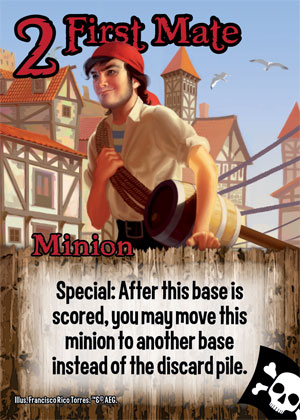 2 First Mate
Minion
Special: After this base is
scored, you may move this
minion to another base
instead of the discard pile.
Illus: Francisco Rico Torres. ™© AEG.